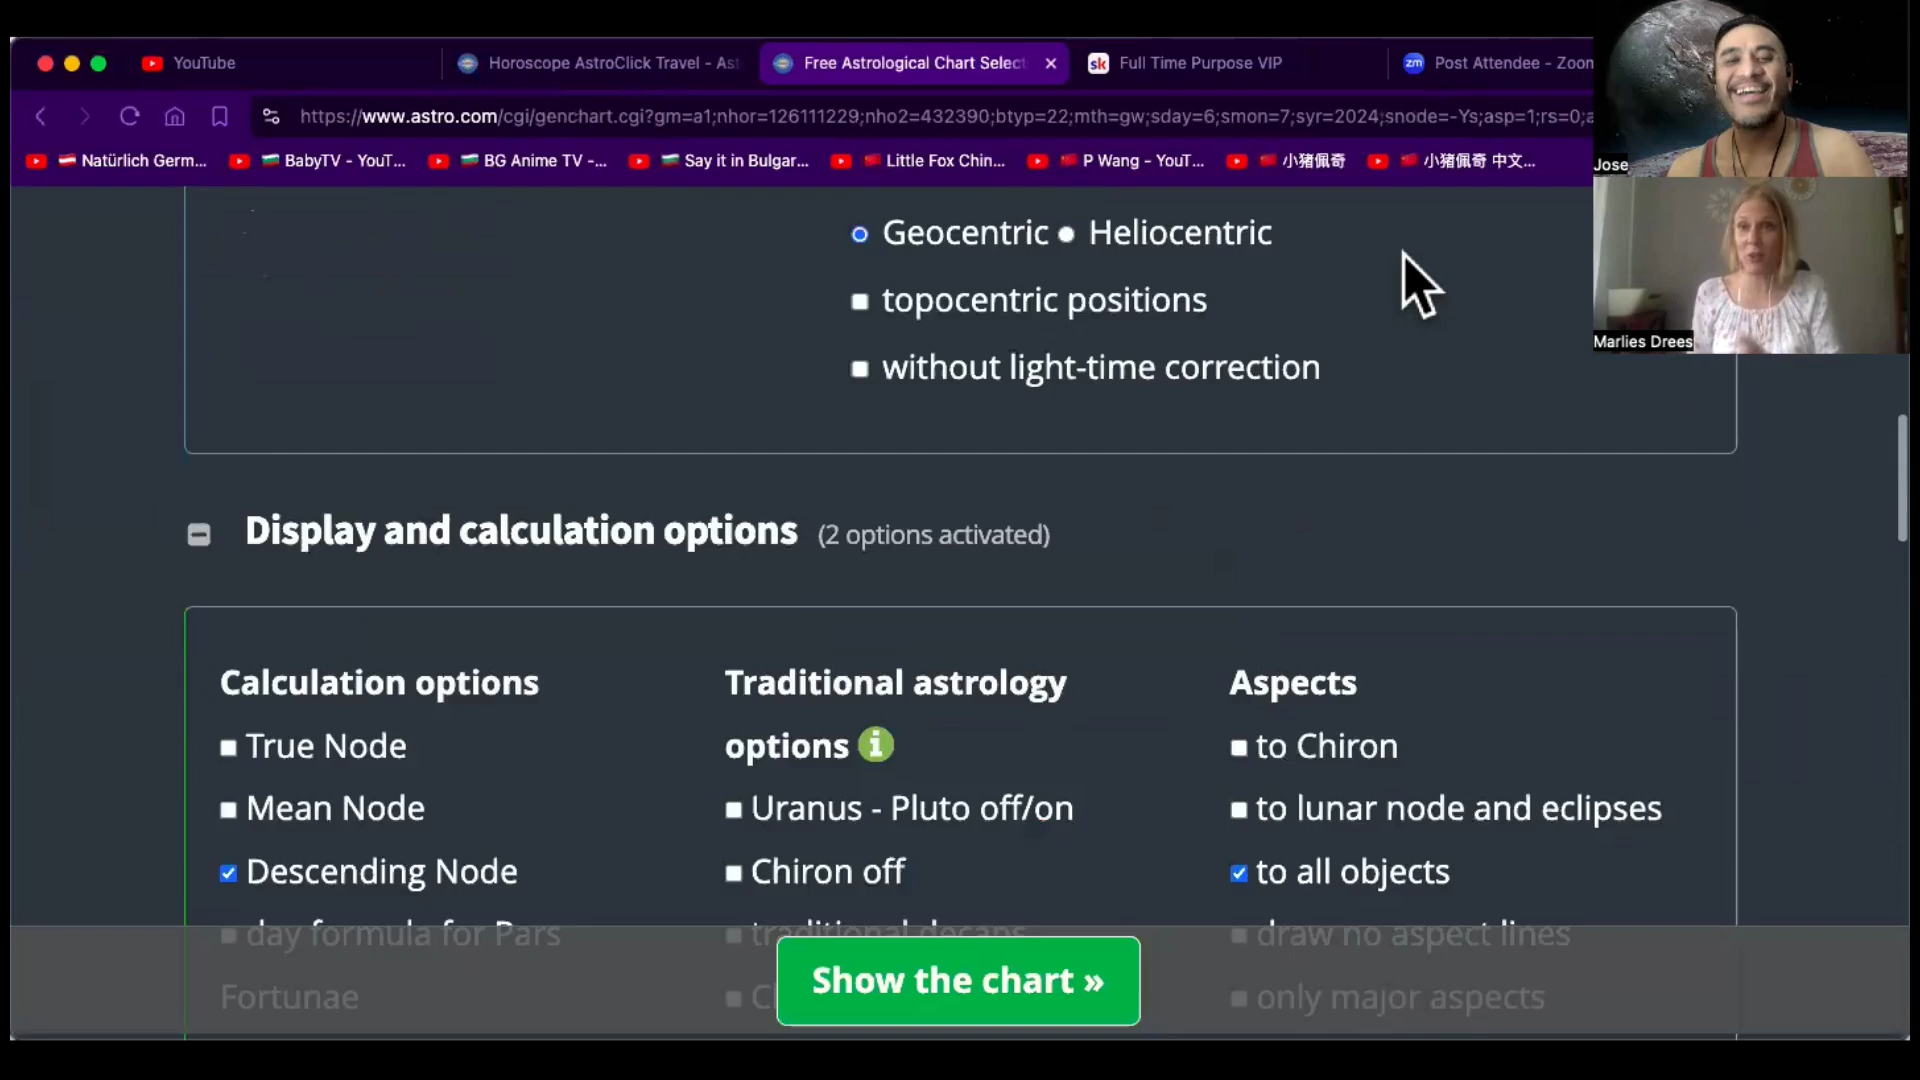 YouTube
Horoscope AstroClick Travel - Ast
Free Astrological Chart Select
Full Time Purpose VIP
Post Attendee - Zoom
https://www.astro.com/cgi/genchart.cgi?gm=a1;nhor=126111229;nho2=432390;btyp=22;mth=gw;sday=6;smon=7;syr=2024;snode=-Ys;asp=1;rs=0;a
Natürlich Germ...
BabyTV - YouT...
BG Anime TV -...
Say it in Bulgar...
Little Fox Chin...
P Wang - YouT...
小猪佩奇
小猪佩奇 中文...
Jose
Marlies Drees
Geocentric Heliocentric
topocentric positions
without light-time correction
Display and calculation options (2 options activated)
Calculation options
True Node
Mean Node
Descending Node
day formula for Pars
Fortunae
Traditional astrology
options
Uranus - Pluto off/on
Chiron off
traditional decans
Aspects
to Chiron
to lunar node and eclipses
to all objects
draw no aspect lines
only major aspects
Show the chart »